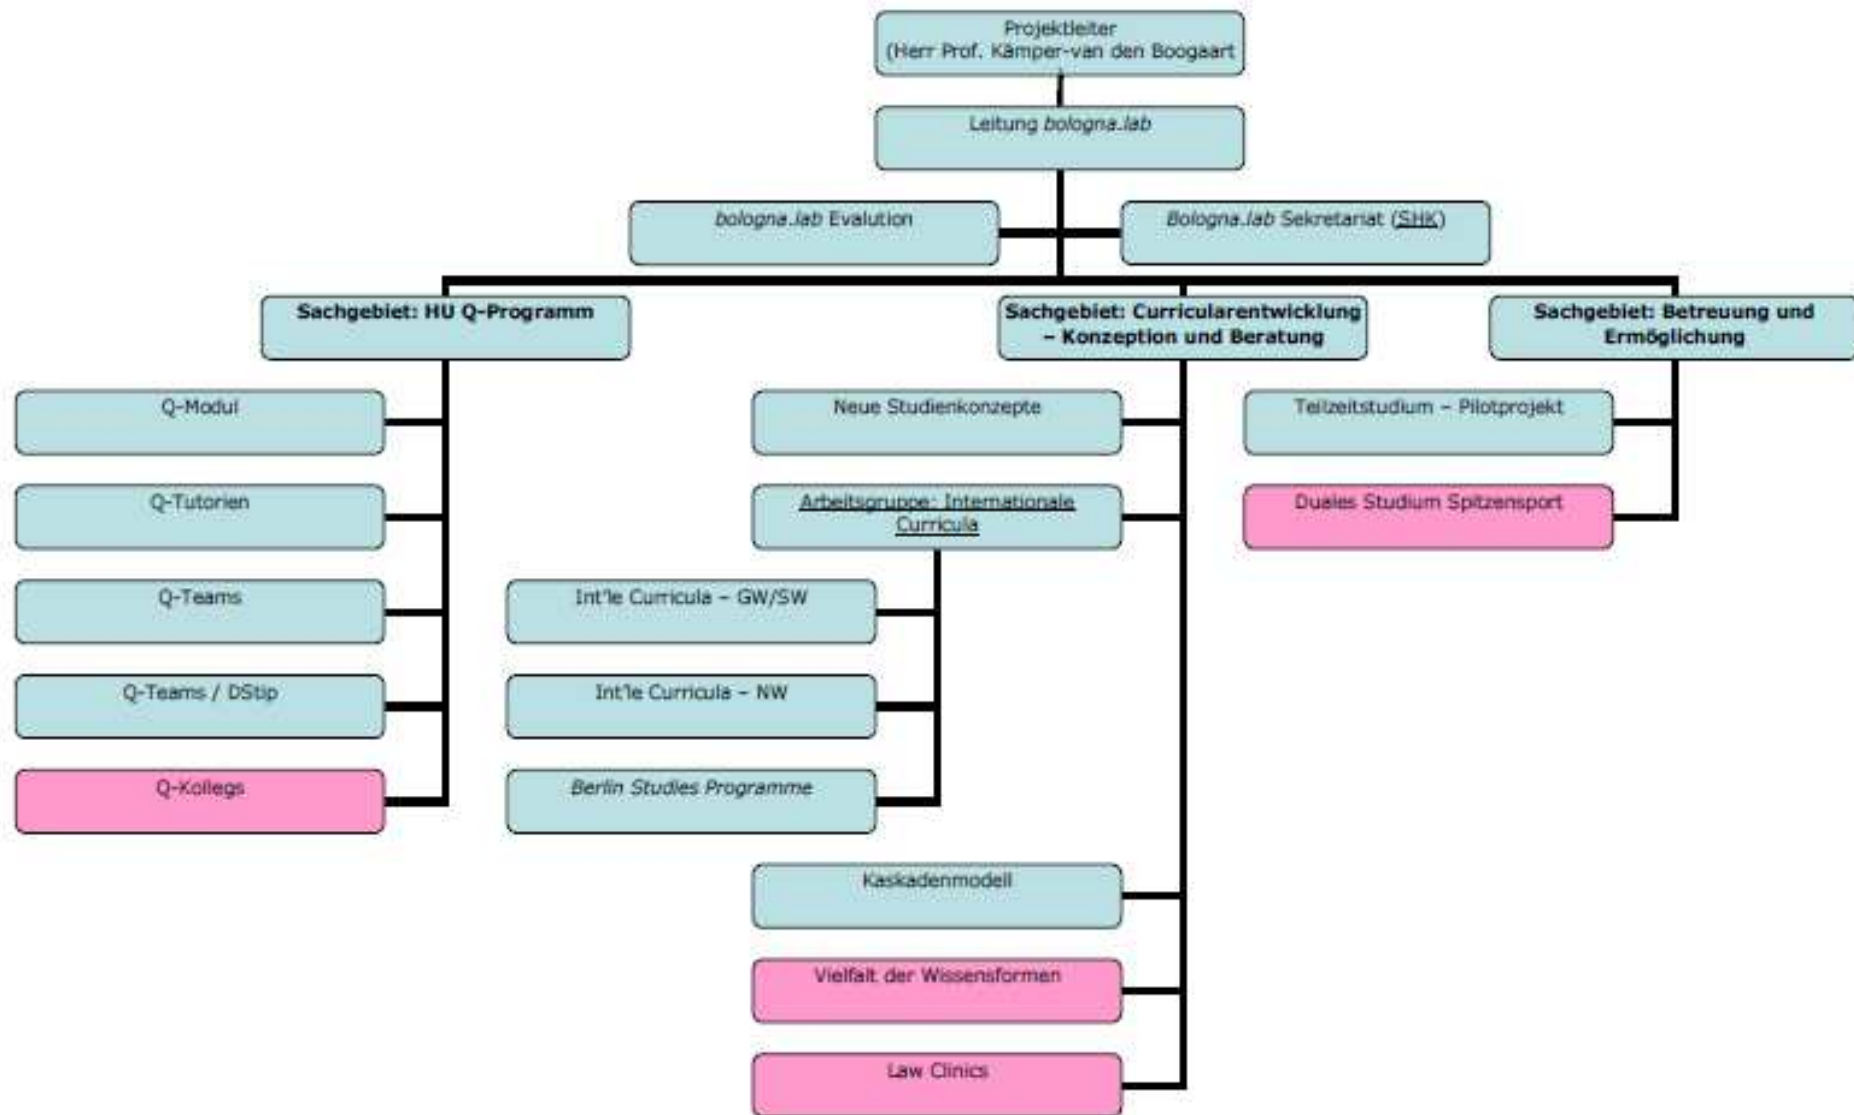 Projektleiter
(Herr Prof. Kämper-van den Boogaart
Leitung bologna.lab
bologna.lab Evalution
Bologna.lab Sekretariat (SHK)
Sachgebiet: HU Q-Programm
Sachgebiet: Curricularentwicklung
– Konzeption und Beratung
Sachgebiet: Betreuung und
Ermöglichung
Q-Modul
Neue Studienkonzepte
Teilzeitstudium – Pilotprojekt
Q-Tutorien
Arbeitsgruppe: Internationale
Curricula
Duales Studium Spitzensport
Q-Teams
Int'le Curricula – GW/SW
Q-Teams / DStip
Int'le Curricula – NW
Q-Kollegs
Berlin Studies Programme
Kaskadenmodell
Vielfalt der Wissensformen
Law Clinics